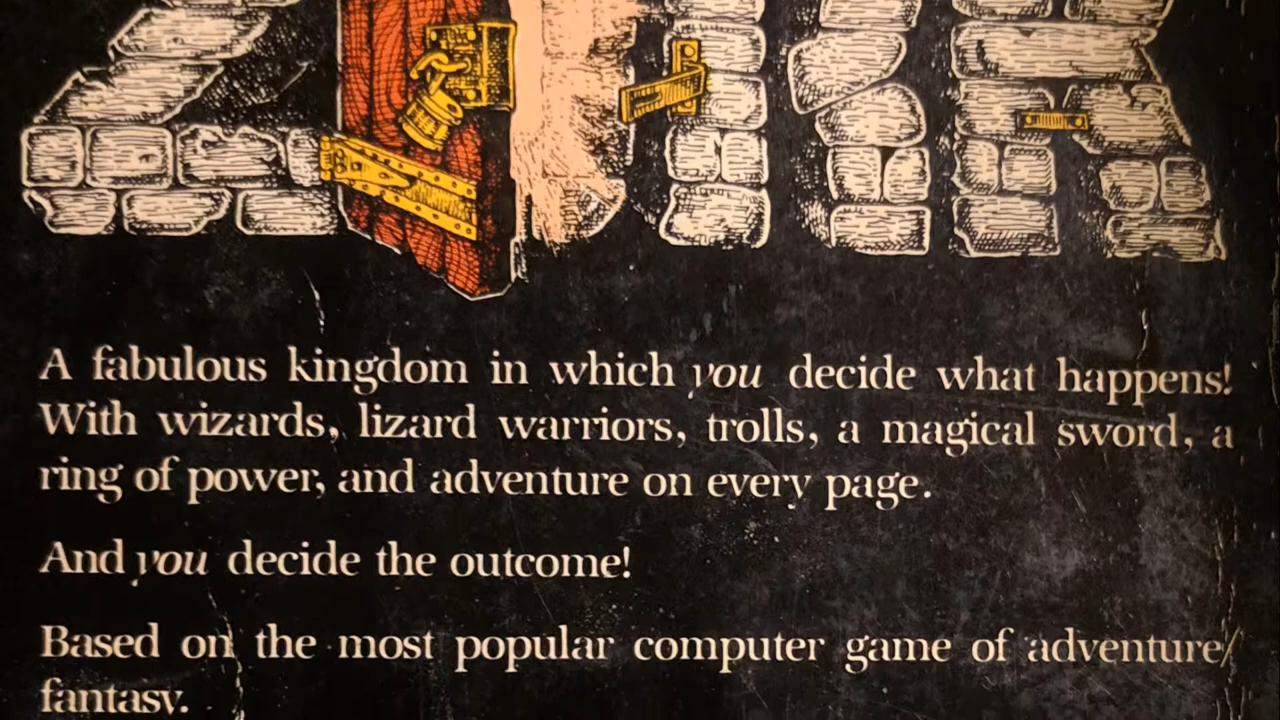 ZORK
A fabulous kingdom in which you decide what happens!
With wizards, lizard warriors, trolls, a magical sword, a
ring of power, and adventure on every page.
And you decide the outcome!
Based on the most popular computer game of adventure/
fantasy.